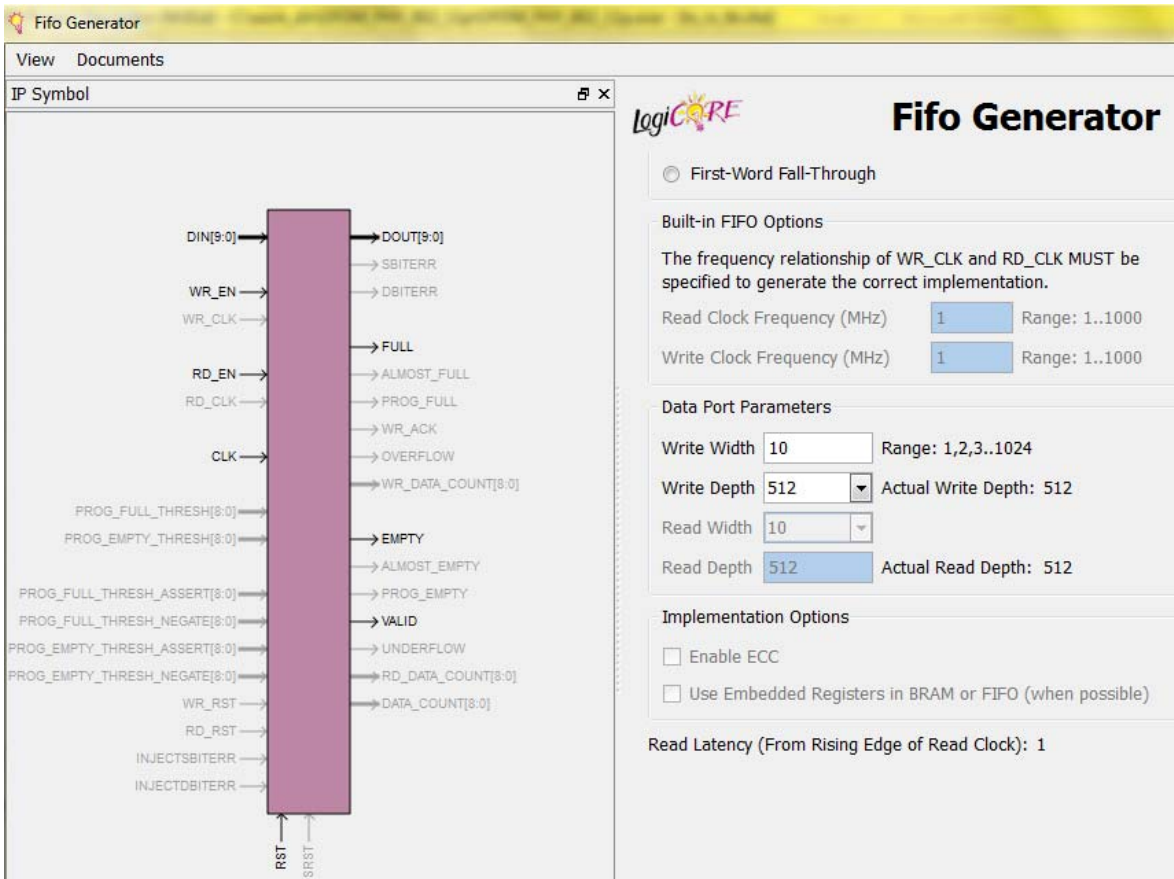 Fifo Generator
View Documents
IP Symbol
DIN[9:0]
WR_EN
WR_CLK
RD_EN
RD_CLK
CLK
PROG_FULL_THRESH[8:0]
PROG_EMPTY_THRESH[8:0]
PROG_FULL_THRESH_ASSERT[8:0]
PROG_FULL_THRESH_NEGATE[8:0]
PROG_EMPTY_THRESH_ASSERT[8:0]
PROG_EMPTY_THRESH_NEGATE[8:0]
WR_RST
RD_RST
INJECTSBITERR
INJECTDBITERR
DOUT[9:0]
SBITERR
DBITERR
FULL
ALMOST_FULL
PROG_FULL
WR_ACK
OVERFLOW
WR_DATA_COUNT[8:0]
EMPTY
ALMOST_EMPTY
PROG_EMPTY
VALID
UNDERFLOW
RD_DATA_COUNT[8:0]
DATA_COUNT[8:0]
RST
SRST
LogiCORE
Fifo Generator
First-Word Fall-Through
Built-in FIFO Options
The frequency relationship of WR_CLK and RD_CLK MUST be
specified to generate the correct implementation.
Read Clock Frequency (MHz) 1 Range: 1..1000
Write Clock Frequency (MHz) 1 Range: 1..1000
Data Port Parameters
Write Width 10 Range: 1,2,3..1024
Write Depth 512 Actual Write Depth: 512
Read Width 10
Read Depth 512 Actual Read Depth: 512
Implementation Options
Enable ECC
Use Embedded Registers in BRAM or FIFO (when possible)
Read Latency (From Rising Edge of Read Clock): 1